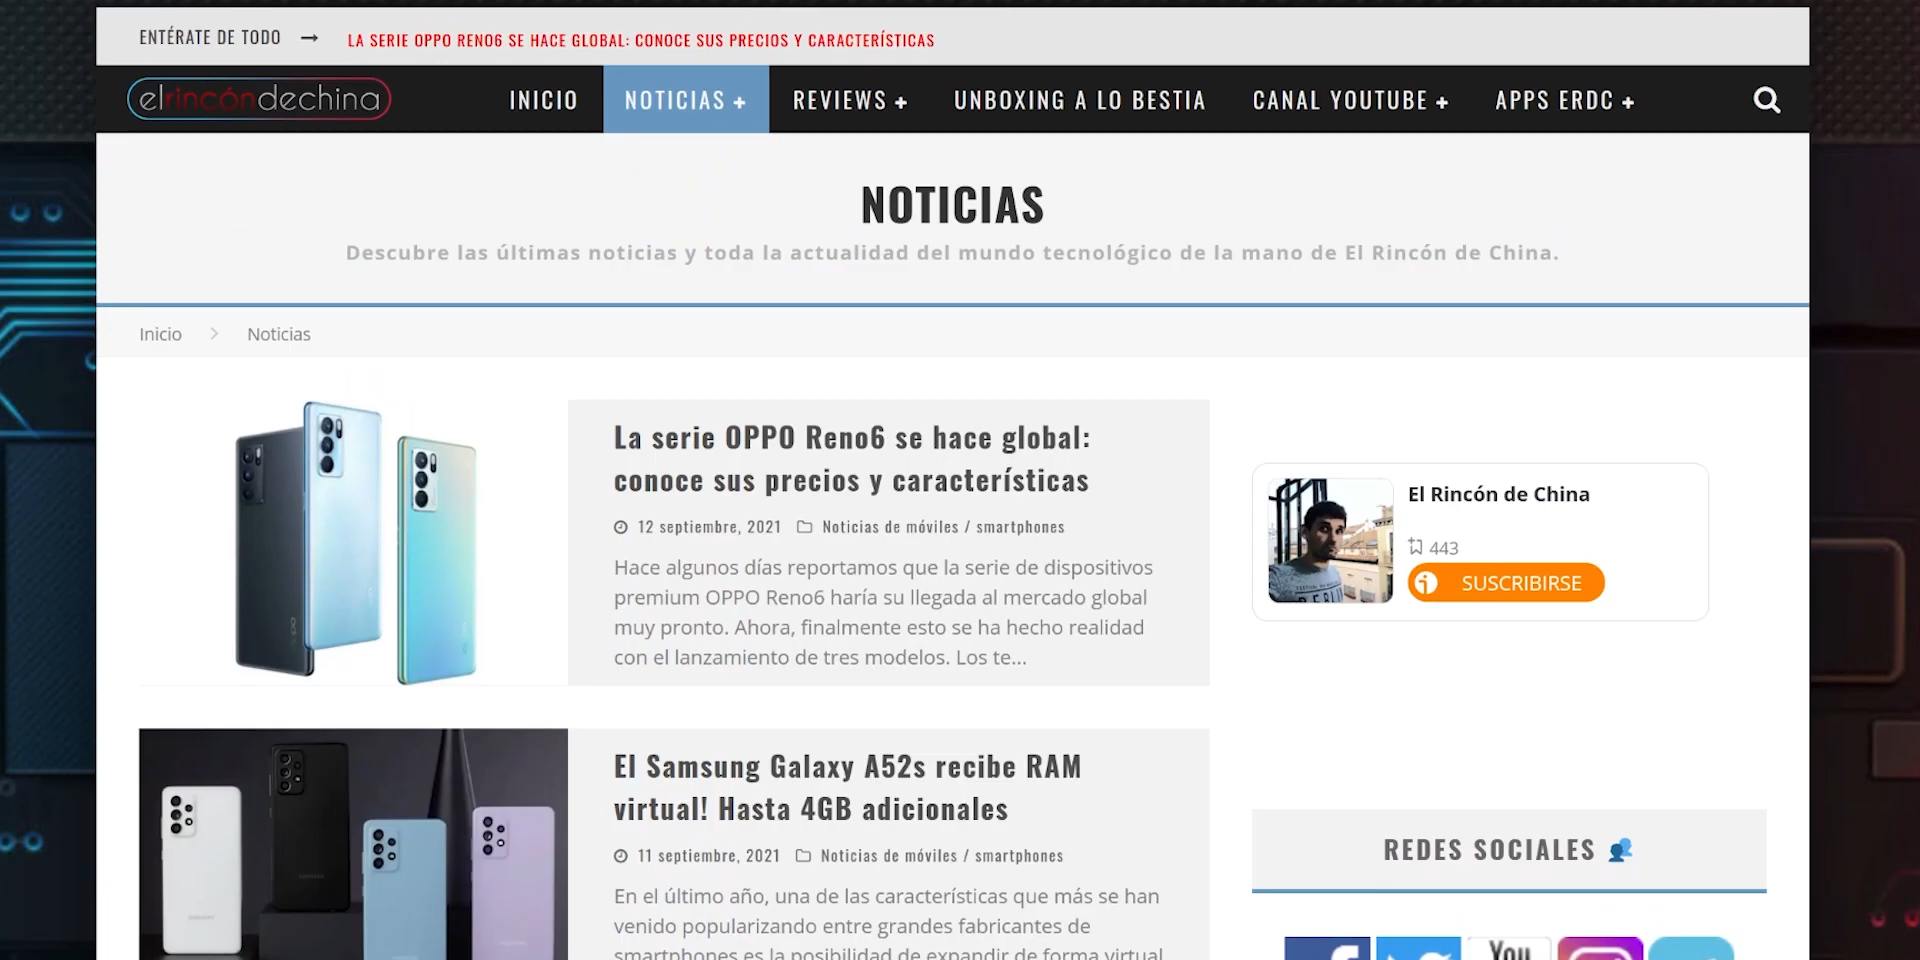 ENTÉRATE DE TODO → LA SERIE OPPO RENO6 SE HACE GLOBAL: CONOCE SUS PRECIOS Y CARACTERÍSTICAS
elrincóndechina INICIO NOTICIAS + REVIEWS + UNBOXING A LO BESTIA CANAL YOUTUBE + APPS ERDC +
NOTICIAS
Descubre las últimas noticias y toda la actualidad del mundo tecnológico de la mano de El Rincón de China.
Inicio > Noticias
La serie OPPO Reno6 se hace global:
conoce sus precios y características
12 septiembre, 2021 Noticias de móviles / smartphones
Hace algunos días reportamos que la serie de dispositivos
premium OPPO Reno6 haría su llegada al mercado global
muy pronto. Ahora, finalmente esto se ha hecho realidad
con el lanzamiento de tres modelos. Los te...
El Rincón de China
443
SUSCRIBIRSE
El Samsung Galaxy A52s recibe RAM
virtual! Hasta 4GB adicionales
11 septiembre, 2021 Noticias de móviles / smartphones
En el último año, una de las características que más se han
venido popularizando entre grandes fabricantes de
smartphones es la posibilidad de expandir de forma virtual
REDES SOCIALES
You